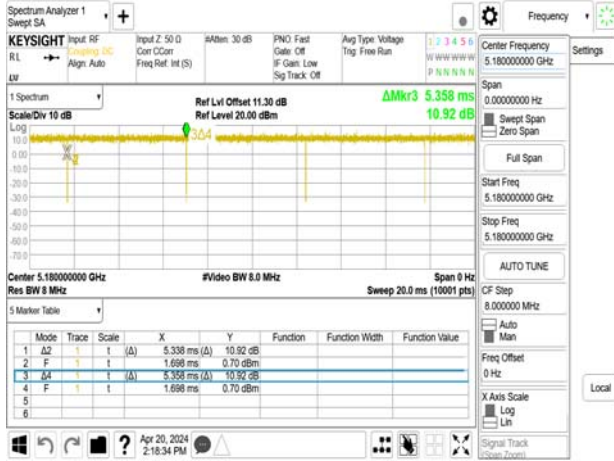 Spectrum Analyzer 1
Swept SA
Frequency
KEYSIGHT
RL
Input: RF
Coupling: DC
Align: Auto
Input Z: 50 Ω
Corr CCorr
Freq Ref: Int (S)
#Atten: 30 dB
PNO: Fast
Gate: Off
IF Gain: Low
Sig Track: Off
Avg Type: Voltage
Trig: Free Run
1 2 3 4 5 6
W W W W W W
P N N N N N
1 Spectrum
Scale/Div 10 dB
Ref Lvl Offset 11.30 dB
Ref Level 20.00 dBm
ΔMkr3 5.358 ms
10.92 dB
Log
10.0
0.00
-10.0
-20.0
-30.0
-40.0
-50.0
-60.0
-70.0
3Δ4
Center 5.180000000 GHz
Res BW 8 MHz
#Video BW 8.0 MHz
Span 0 Hz
Sweep 20.0 ms (10001 pts)
5 Marker Table
Mode Trace Scale X Y Function Function Width Function Value
1 Δ2 1 t (Δ) 5.338 ms (Δ) 10.92 dB
2 F 1 t 1.698 ms 0.70 dBm
3 Δ4 1 t (Δ) 5.358 ms (Δ) 10.92 dB
4 F 1 t 1.698 ms 0.70 dBm
5
6
Apr 20, 2024
2:18:34 PM
Center Frequency
5.180000000 GHz
Settings
Span
0.00000000 Hz
Swept Span
Zero Span
Full Span
Start Freq
5.180000000 GHz
Stop Freq
5.180000000 GHz
AUTO TUNE
CF Step
8.000000 MHz
Auto
Man
Freq Offset
0 Hz
X Axis Scale
Log
Lin
Local
Signal Track
(Span Zoom)